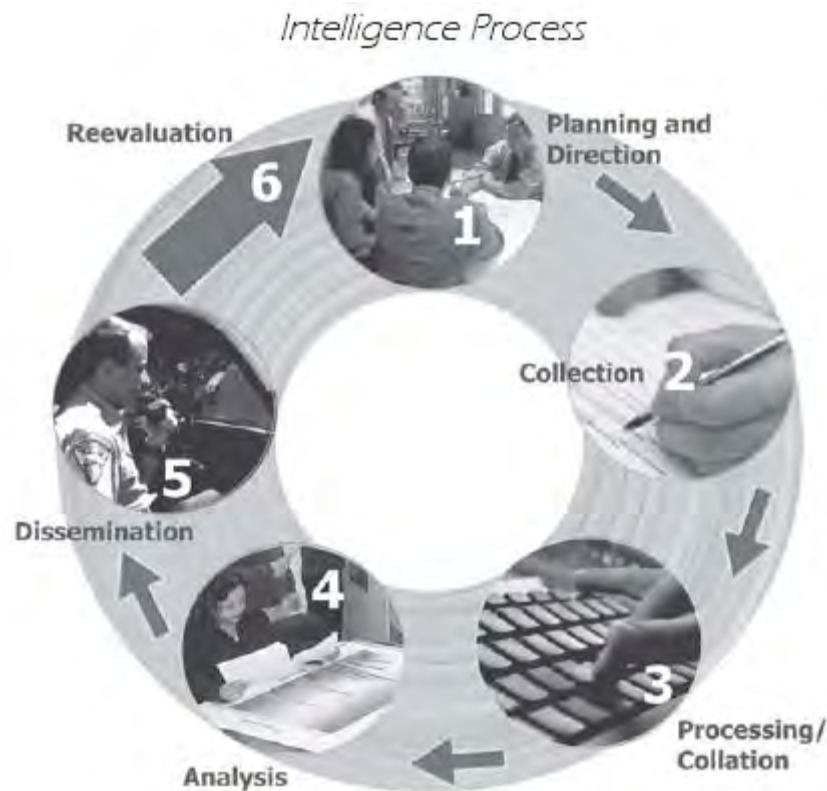 Intelligence Process
Reevaluation
6
1
Planning and
Direction
Collection
2
5
Dissemination
4
Analysis
3
Processing/
Collation